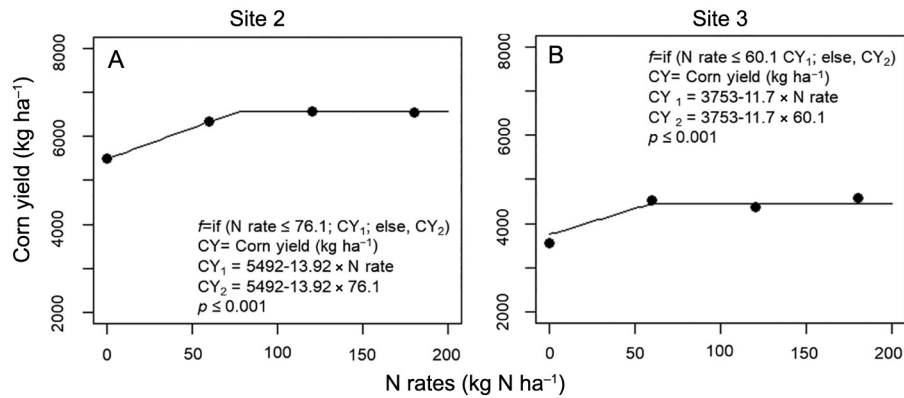 Site 2
Site 3
A
f=if (N rate ≤ 76.1; CY₁; else, CY₂)
CY= Corn yield (kg ha⁻¹)
CY₁ = 5492-13.92 × N rate
CY₂ = 5492-13.92 × 76.1
p ≤ 0.001
B
f=if (N rate ≤ 60.1 CY₁; else, CY₂)
CY= Corn yield (kg ha⁻¹)
CY ₁ = 3753-11.7 × N rate
CY ₂ = 3753-11.7 × 60.1
p ≤ 0.001
Corn yield (kg ha⁻¹)
8000
6000
4000
2000
8000
6000
4000
2000
0 50 100 150 200
0 50 100 150 200
N rates (kg N ha⁻¹)